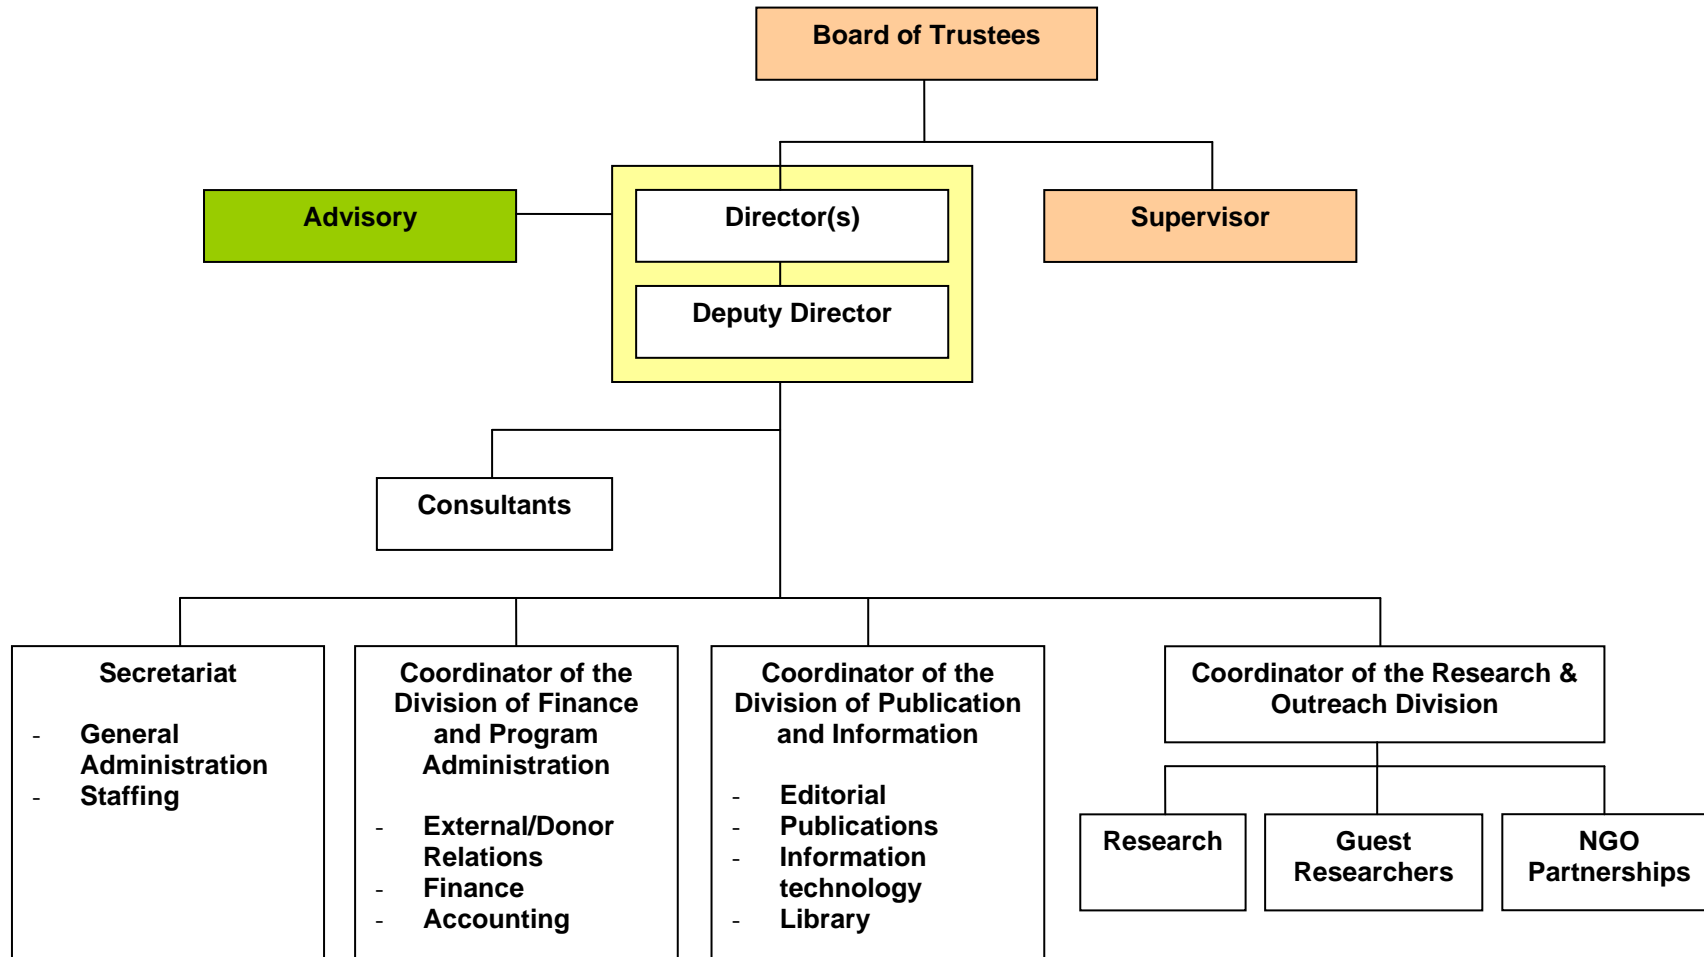 Board of Trustees
Advisory
Director(s)
Supervisor
Deputy Director
Consultants
Secretariat
- General
Administration
- Staffing
Coordinator of the
Division of Finance
and Program
Administration
- External/Donor
Relations
- Finance
- Accounting
Coordinator of the
Division of Publication
and Information
- Editorial
- Publications
- Information
technology
- Library
Coordinator of the Research &
Outreach Division
Research
Guest
Researchers
NGO
Partnerships